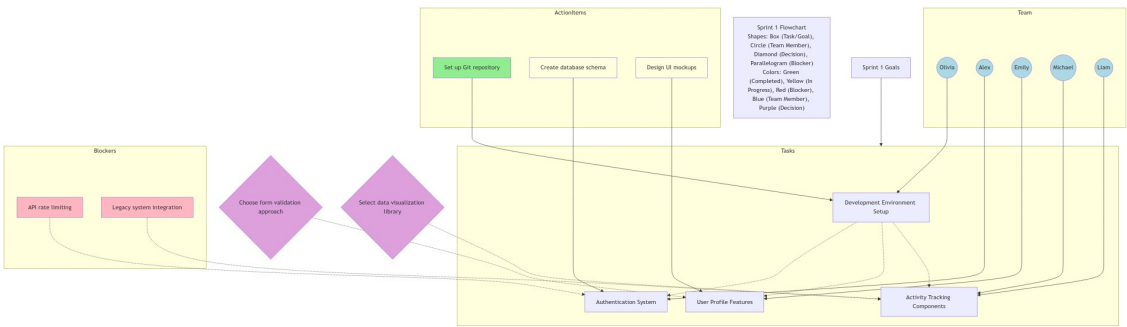 ActionItems
Set up Git repository
Create database schema
Design UI mockups
Sprint 1 Flowchart
Shapes: Box (Task/Goal),
Circle (Team Member),
Diamond (Decision),
Parallelogram (Blocker)
Colors: Green
(Completed), Yellow (In
Progress), Red (Blocker),
Blue (Team Member),
Purple (Decision)
Sprint 1 Goals
Team
Olivia
Alex
Emily
Michael
Liam
Blockers
API rate limiting
Legacy system integration
Choose form validation
approach
Select data visualization
library
Tasks
Development Environment
Setup
Authentication System
User Profile Features
Activity Tracking
Components